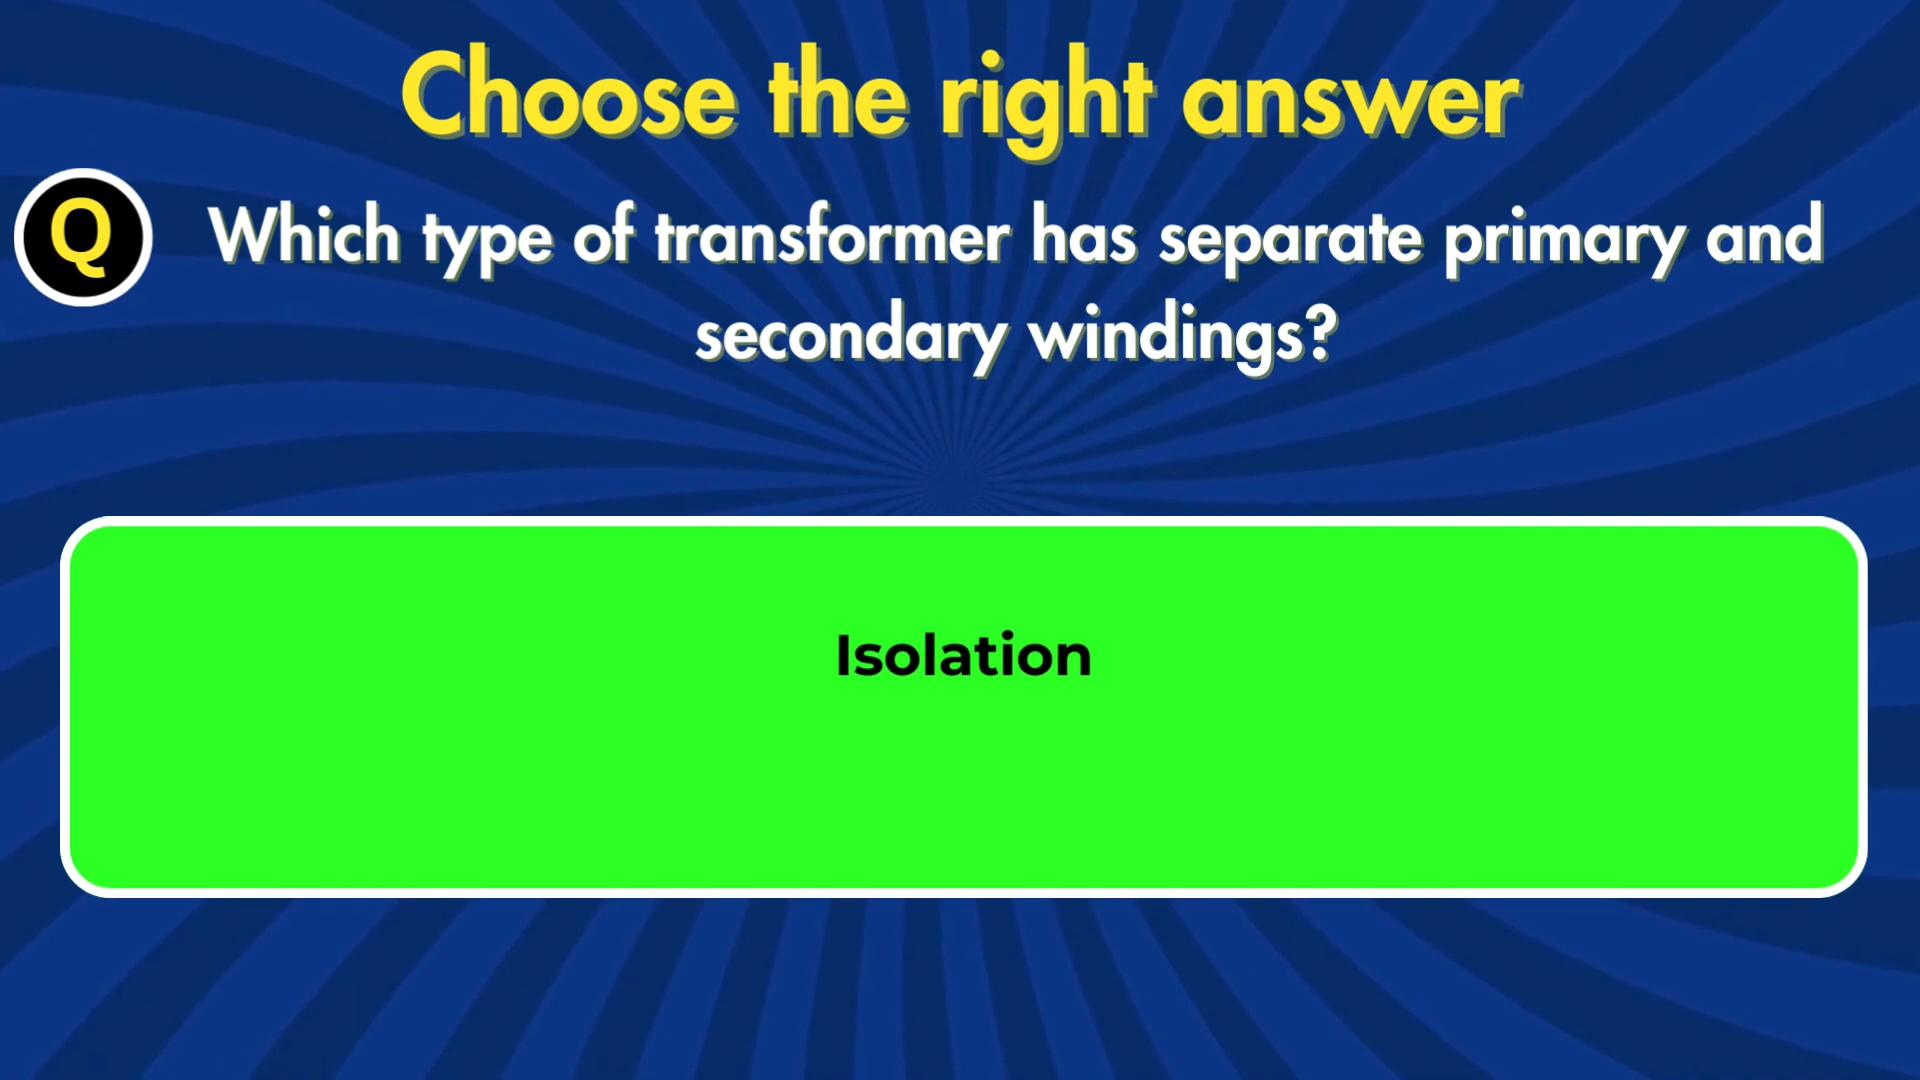 Choose the right answer
Q
Which type of transformer has separate primary and
secondary windings?
Isolation